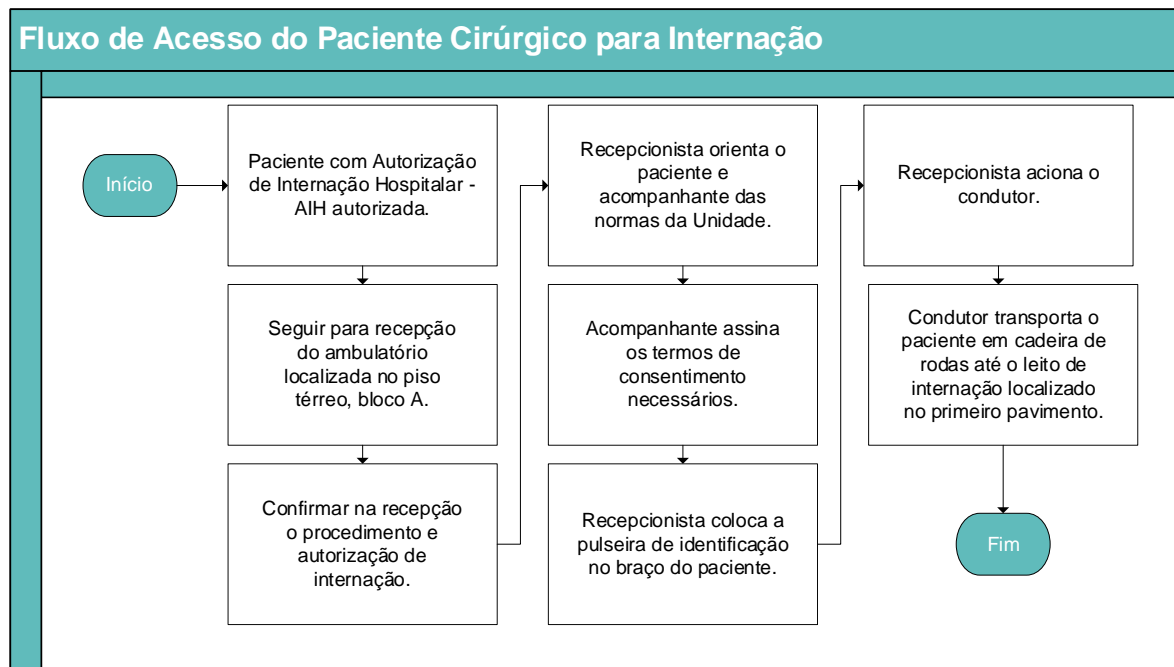 Fluxo de Acesso do Paciente Cirúrgico para Internação
Início
Paciente com Autorização
de Internação Hospitalar -
AIH autorizada.
Seguir para recepção
do ambulatório
localizada no piso
térreo, bloco A.
Confirmar na recepção
o procedimento e
autorização de
internação.
Recepcionista orienta o
paciente e
acompanhante das
normas da Unidade.
Acompanhante assina
os termos de
consentimento
necessários.
Recepcionista coloca a
pulseira de identificação
no braço do paciente.
Recepcionista aciona o
condutor.
Condutor transporta o
paciente em cadeira de
rodas até o leito de
internação localizado
no primeiro pavimento.
Fim